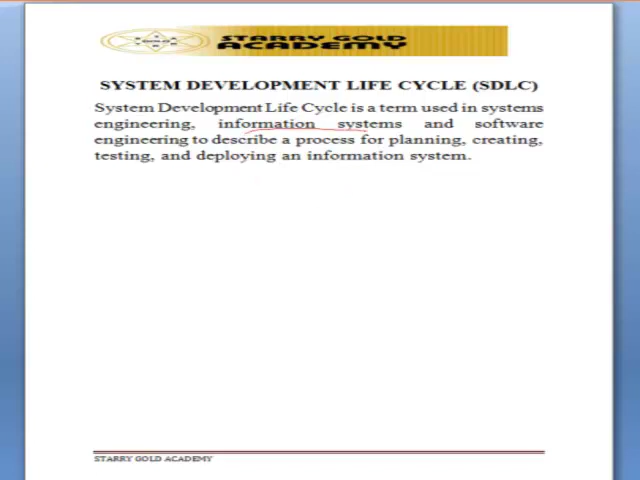 GOLD
STARRY GOLD
ACADEMY
SYSTEM DEVELOPMENT LIFE CYCLE (SDLC)
System Development Life Cycle is a term used in systems
engineering, information systems and software
engineering to describe a process for planning, creating,
testing, and deploying an information system.
STARRY GOLD ACADEMY